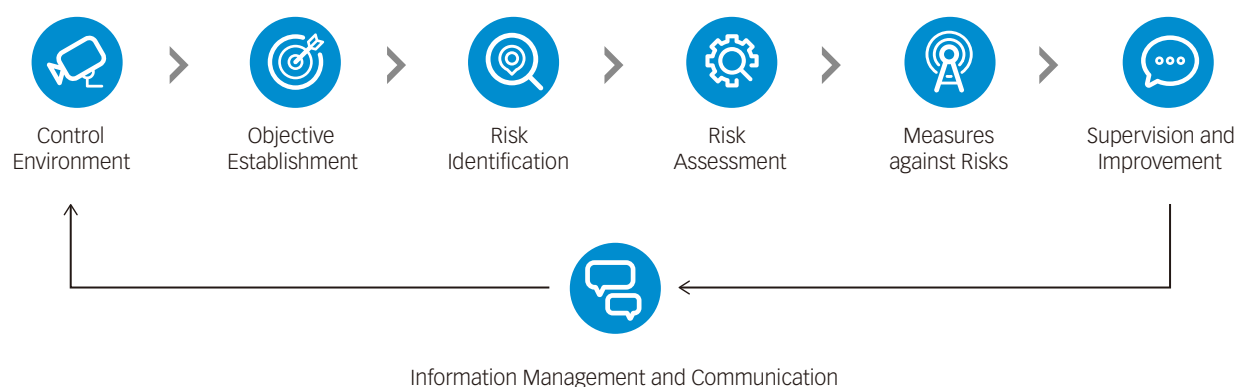 Control
Environment
Objective
Establishment
Risk
Identification
Risk
Assessment
Measures
against Risks
Supervision and
Improvement
Information Management and Communication